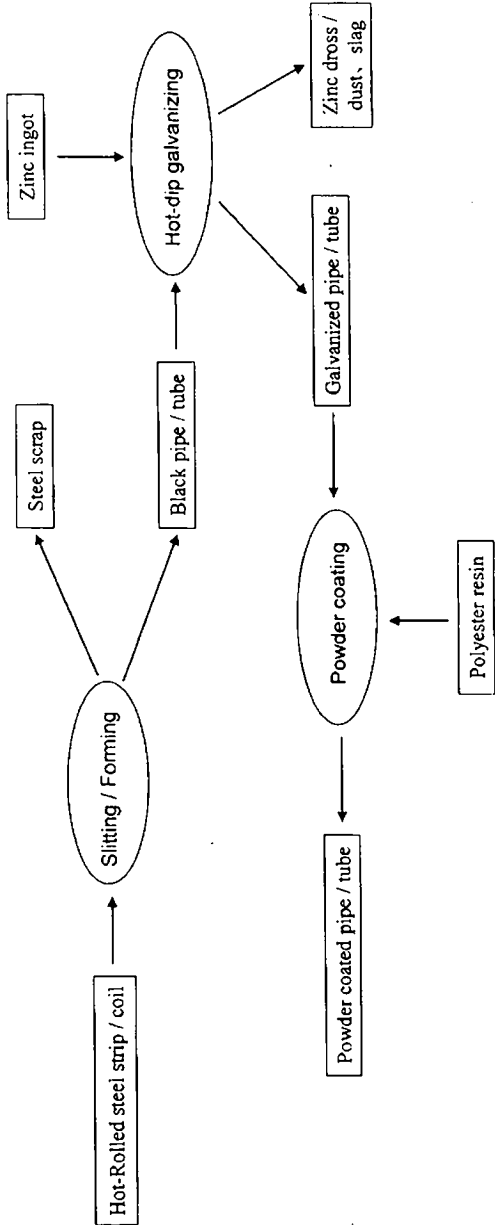 Hot-Rolled steel strip / coil
Slitting / Forming
Steel scrap
Black pipe / tube
Zinc ingot
Hot-dip galvanizing
Zinc dross /
dust、slag
Galvanized pipe / tube
Powder coating
Polyester resin
Powder coated pipe / tube